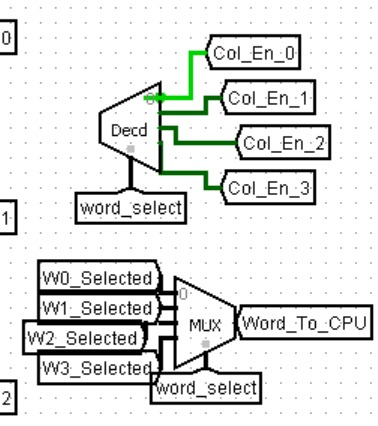 0
Col_En_0
0
Col_En_1
Decd
Col_En_2
Col_En_3
word_select
1
W0_Selected
0
W1_Selected
MUX
Word_To_CPU
W2_Selected
W3_Selected
word_select
2